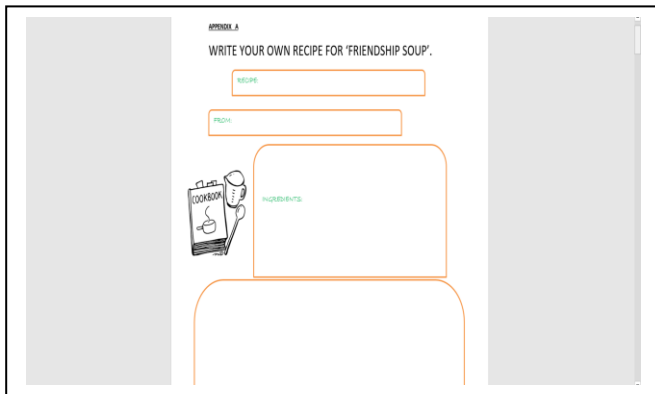 APPENDIX A
WRITE YOUR OWN RECIPE FOR ‘FRIENDSHIP SOUP’.
RECIPE:
FROM:
COOKBOOK
INGREDIENTS: